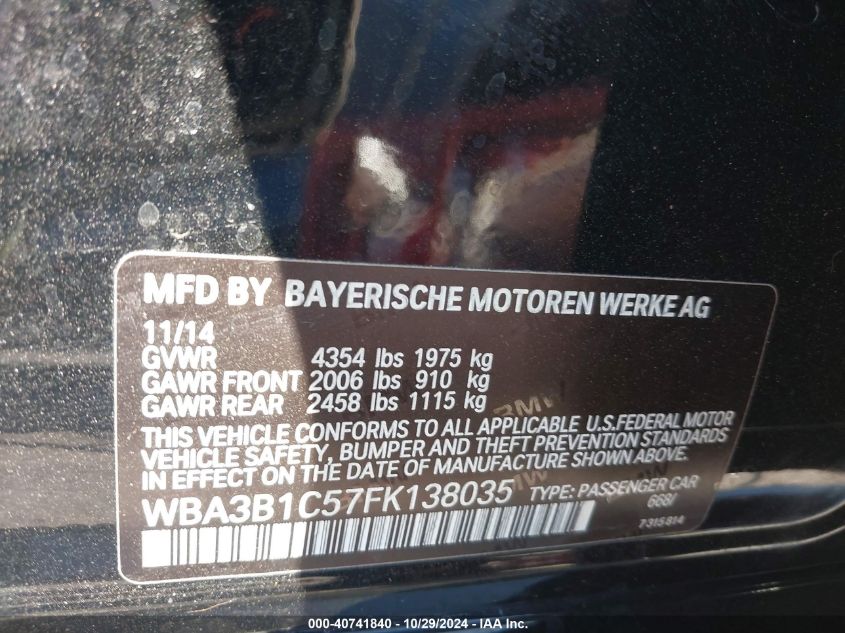 MFD BY BAYERISCHE MOTOREN WERKE AG
11/14
GVWR 4354 lbs 1975 kg
GAWR FRONT 2006 lbs 910 kg
GAWR REAR 2458 lbs 1115 kg
THIS VEHICLE CONFORMS TO ALL APPLICABLE U.S.FEDERAL MOTOR
VEHICLE SAFETY, BUMPER AND THEFT PREVENTION STANDARDS
IN EFFECT ON THE DATE OF MANUFACTURE SHOWN ABOVE.
WBA3B1C57FK138035 TYPE: PASSENGER CAR
668/
7315814
000-40741840 - 10/29/2024 - IAA, Inc.